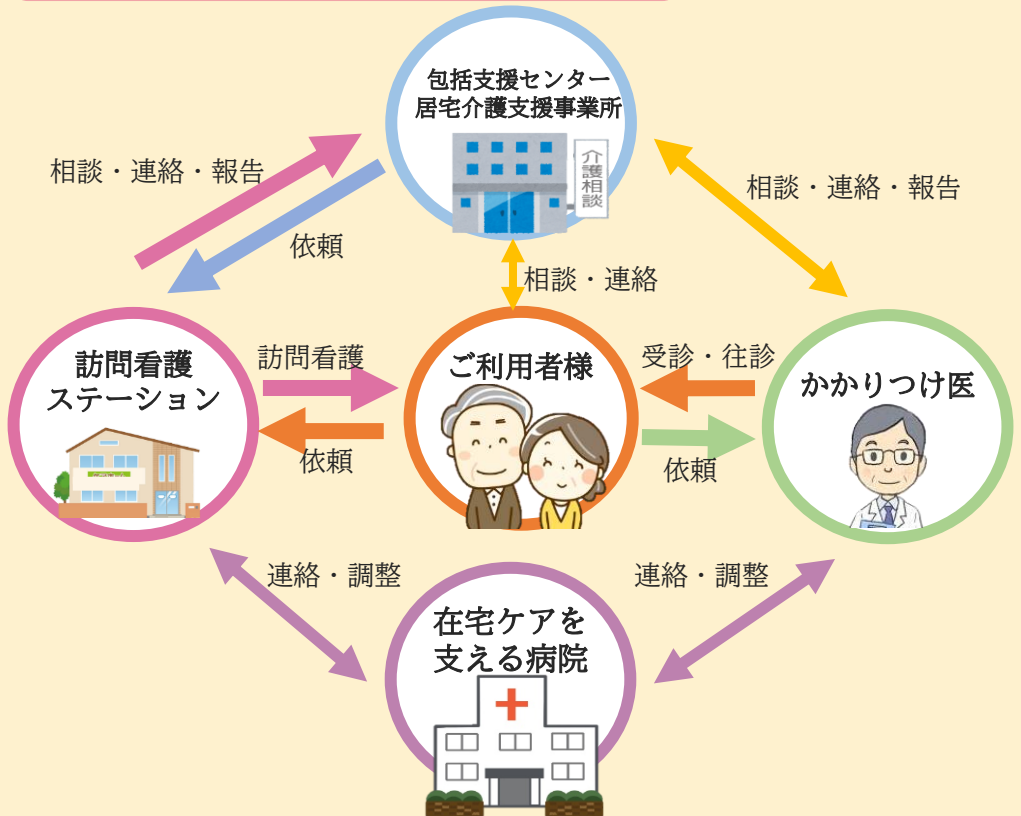 包括支援センター
居宅介護支援事業所
介護相談
相談・連絡・報告
相談・連絡・報告
依頼
相談・連絡
訪問看護
ステーション
訪問看護
ご利用者様
受診・往診
かかりつけ医
依頼
依頼
連絡・調整
連絡・調整
在宅ケアを
支える病院